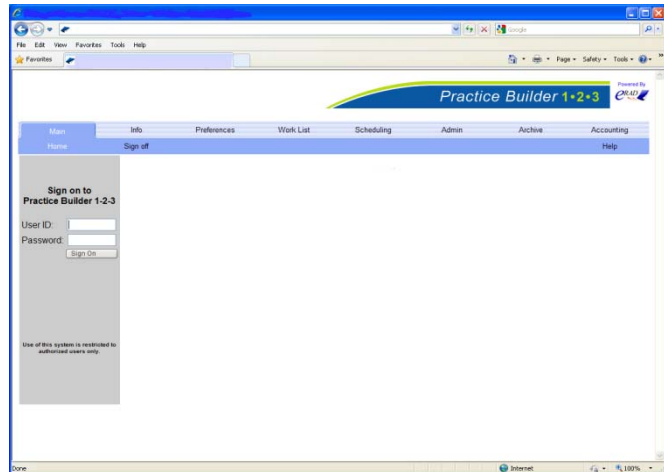 Google
File Edit View Favorites Tools Help
Favorites
Page Safety Tools
Powered By
Practice Builder 1•2•3 eRAD
Main Info Preferences Work List Scheduling Admin Archive Accounting
Home Sign off Help
Sign on to
Practice Builder 1-2-3
User ID:
Password:
Sign On
Use of this system is restricted to
authorized users only.
Done Internet 100%